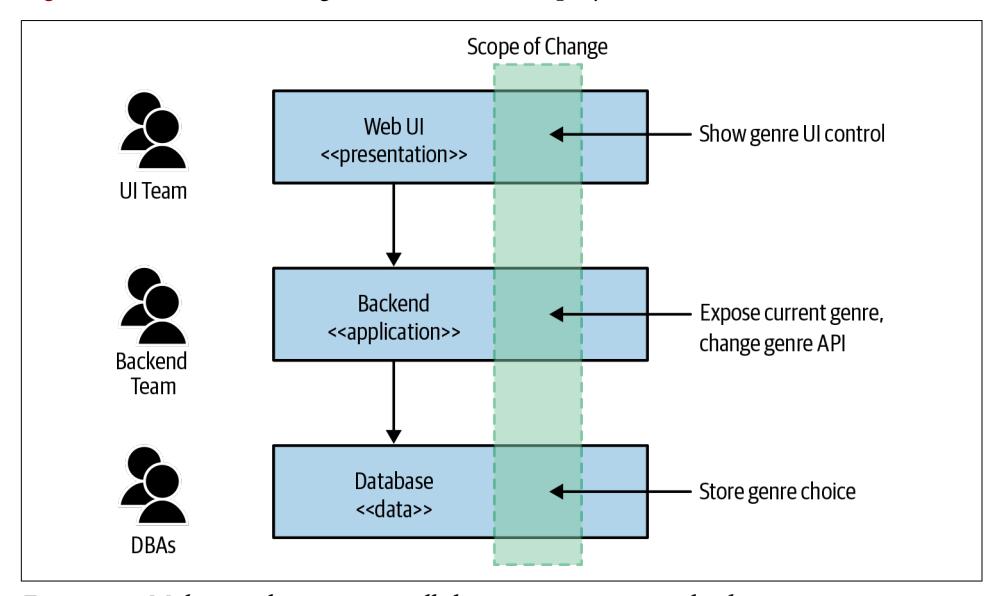 Scope of Change
Web UI
<<presentation>>
Show genre UI control
UI Team
Backend
<<application>>
Expose current genre,
change genre API
Backend
Team
Database
<<data>>
Store genre choice
DBAs